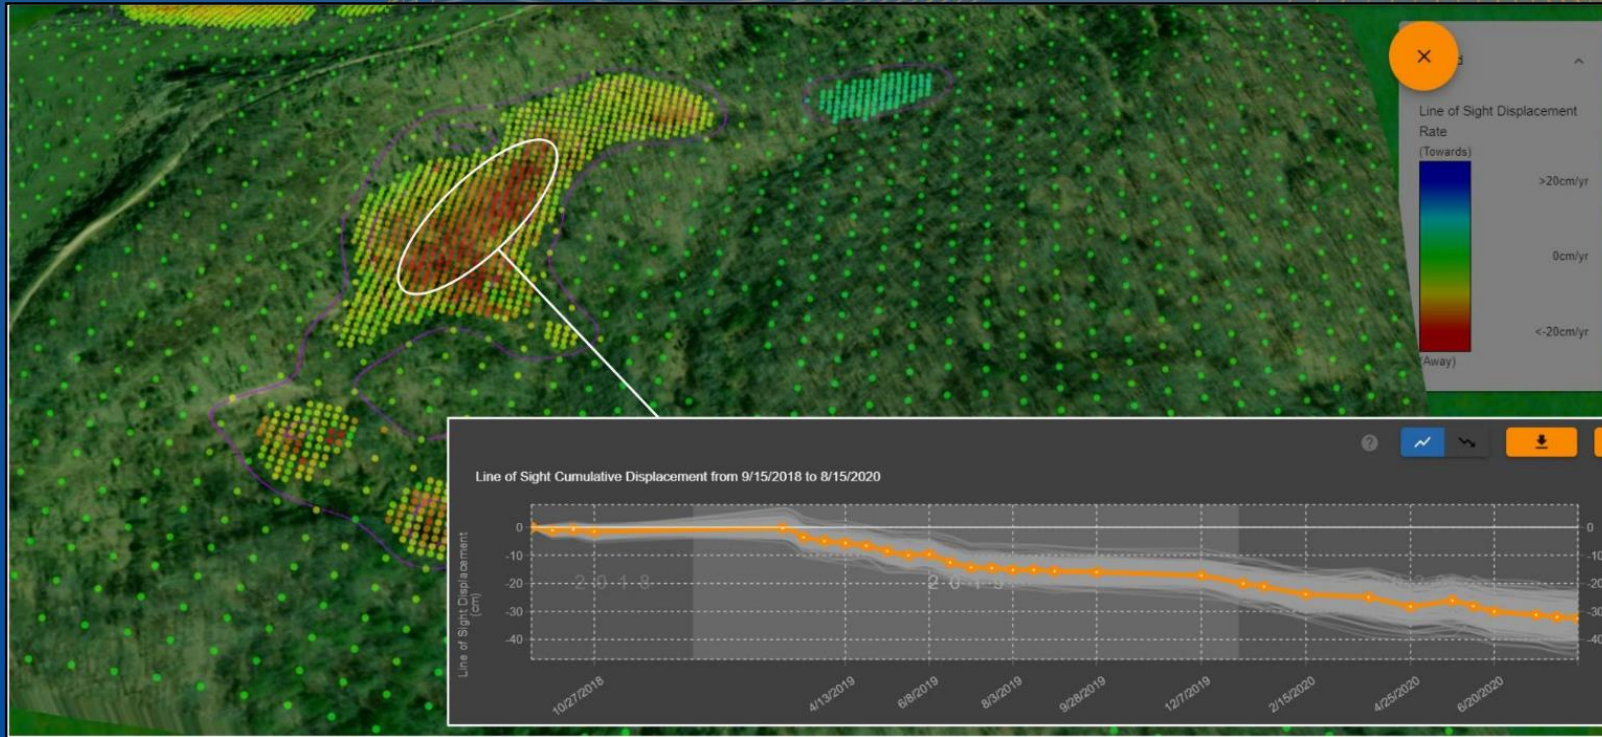 d
Line of Sight Displacement
Rate
(Towards)
>20cm/yr
0cm/yr
<-20cm/yr
(Away)
Line of Sight Cumulative Displacement from 9/15/2018 to 8/15/2020
Line of Sight Displacement
(cm)
0
-10
-20
-30
-40
2018
2019
0
-10
-20
-30
-40
10/27/2018
4/13/2019
6/8/2019
8/3/2019
9/28/2019
12/7/2019
2/15/2020
4/25/2020
6/20/2020